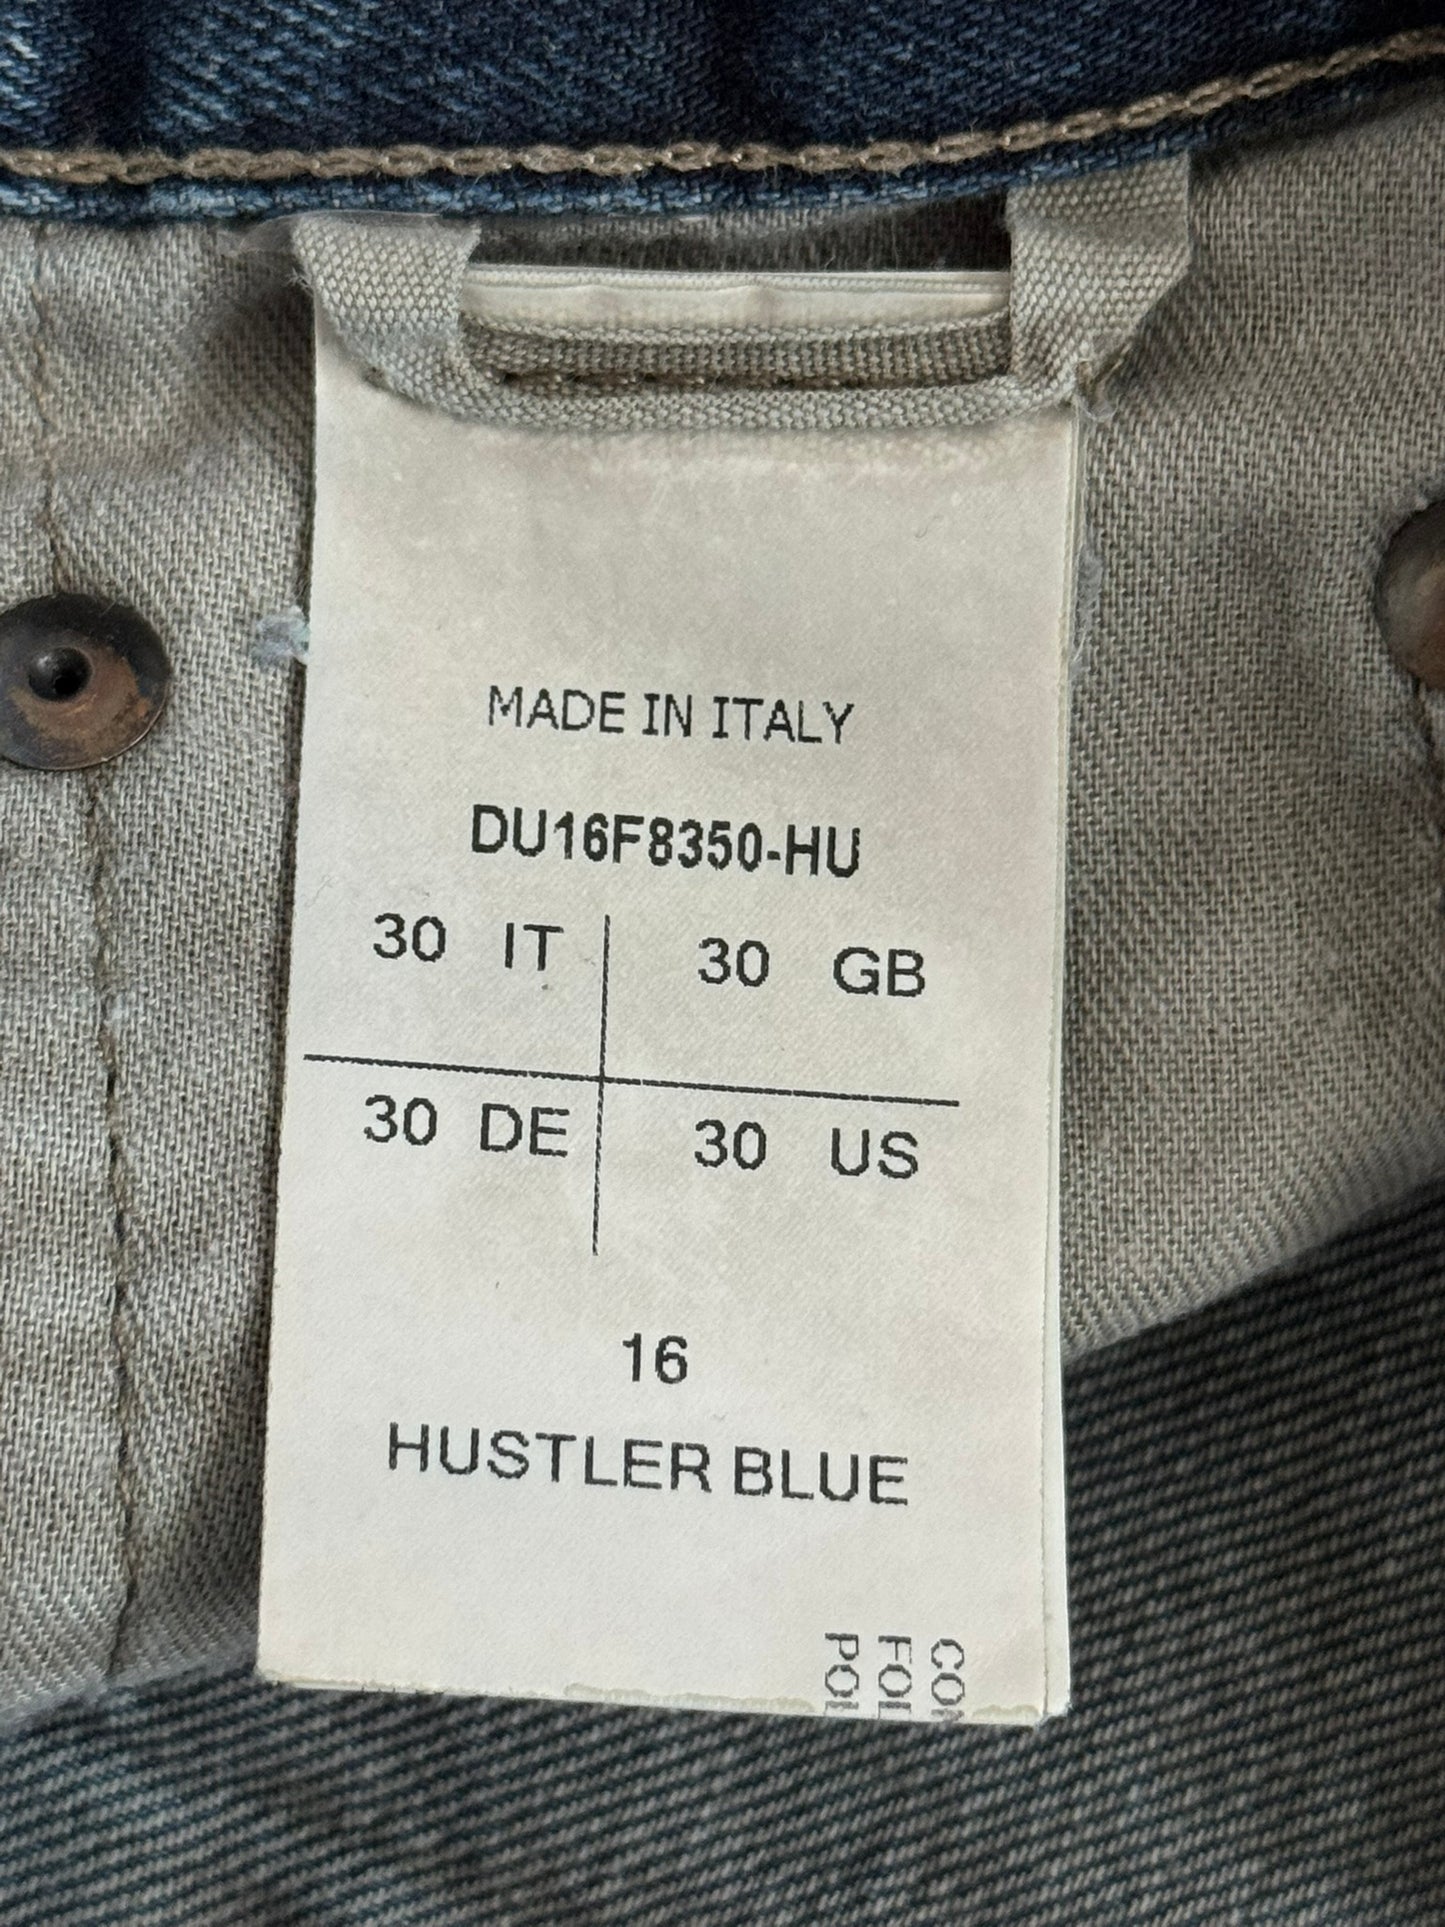 MADE IN ITALY
DU16F8350-HU
30 IT 30 GB
30 DE 30 US
16
HUSTLER BLUE